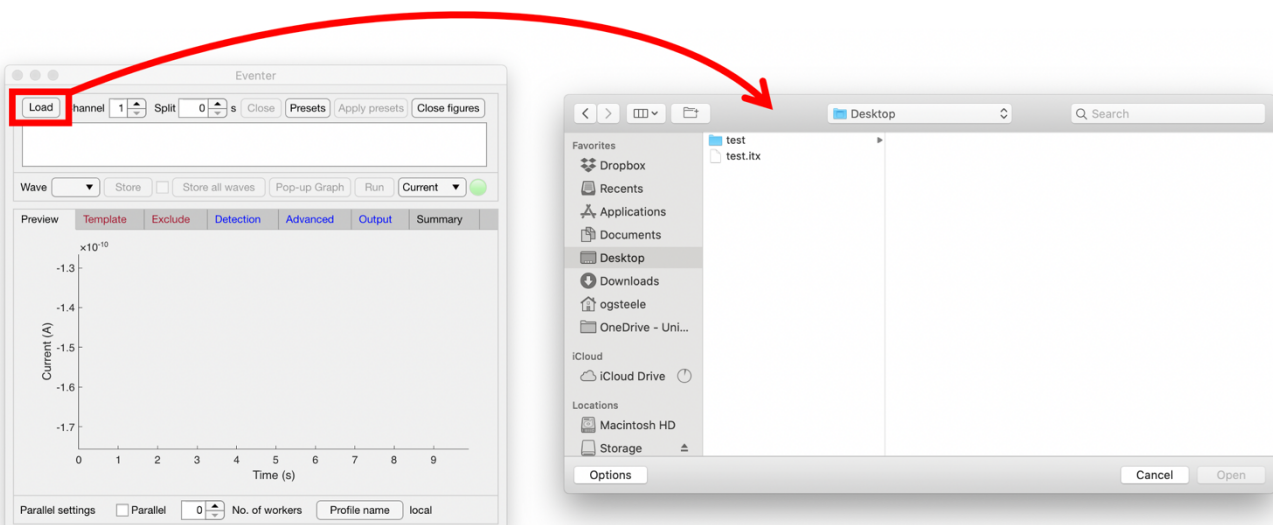 Eventer
Load hannel 1 Split 0 s Close Presets Apply presets Close figures
Wave Store Store all waves Pop-up Graph Run Current
Preview Template Exclude Detection Advanced Output Summary
×10⁻¹⁰
-1.3
-1.4
-1.5
-1.6
-1.7
Current (A)
0 1 2 3 4 5 6 7 8 9
Time (s)
Parallel settings Parallel 0 No. of workers Profile name local
Desktop Search
Favorites
Dropbox
Recents
Applications
Documents
Desktop
Downloads
ogsteele
OneDrive - Uni...
iCloud
iCloud Drive
Locations
Macintosh HD
Storage
test
test.itx
Options Cancel Open